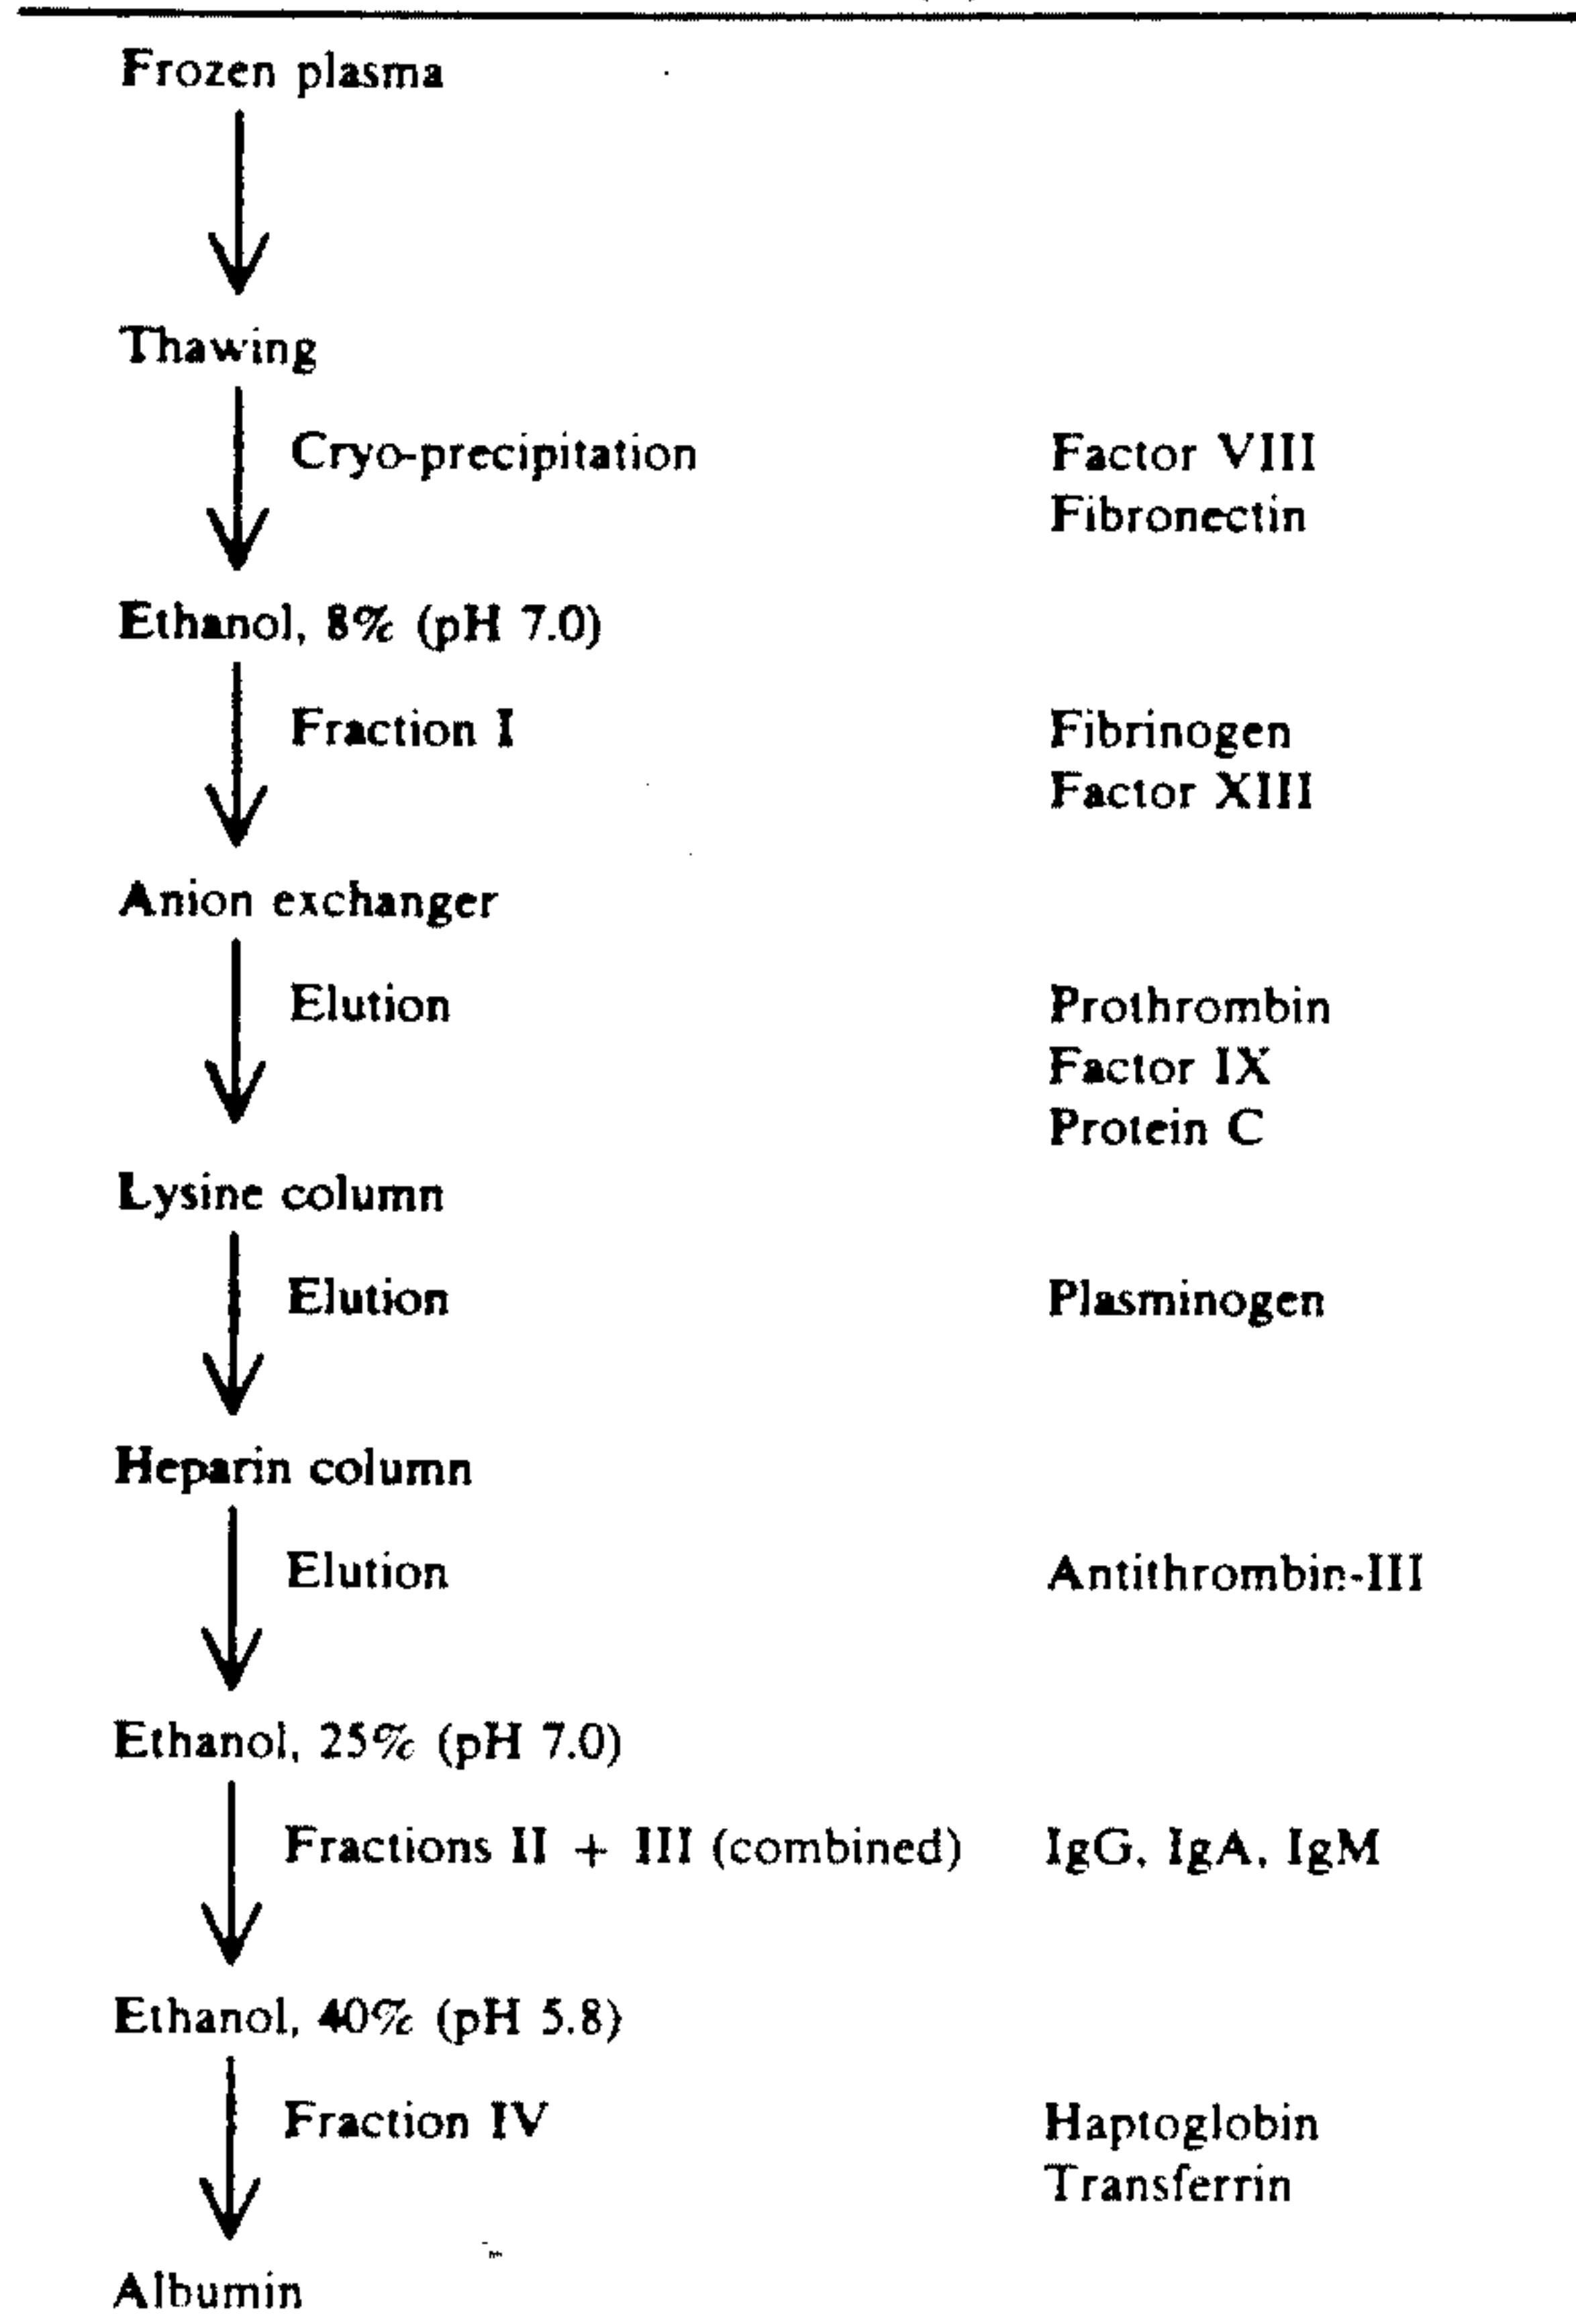 Frozen plasma
Thawing
Cryo-precipitation Factor VIII
Fibronectin
Ethanol, 8% (pH 7.0)
Fraction I Fibrinogen
Factor XIII
Anion exchanger
Elution Prothrombin
Factor IX
Protein C
Lysine column
Elution Plasminogen
Heparin column
Elution Antithrombin-III
Ethanol, 25% (pH 7.0)
Fractions II + III (combined) IgG, IgA, IgM
Ethanol, 40% (pH 5.8)
Fraction IV Haptoglobin
Transferrin
Albumin